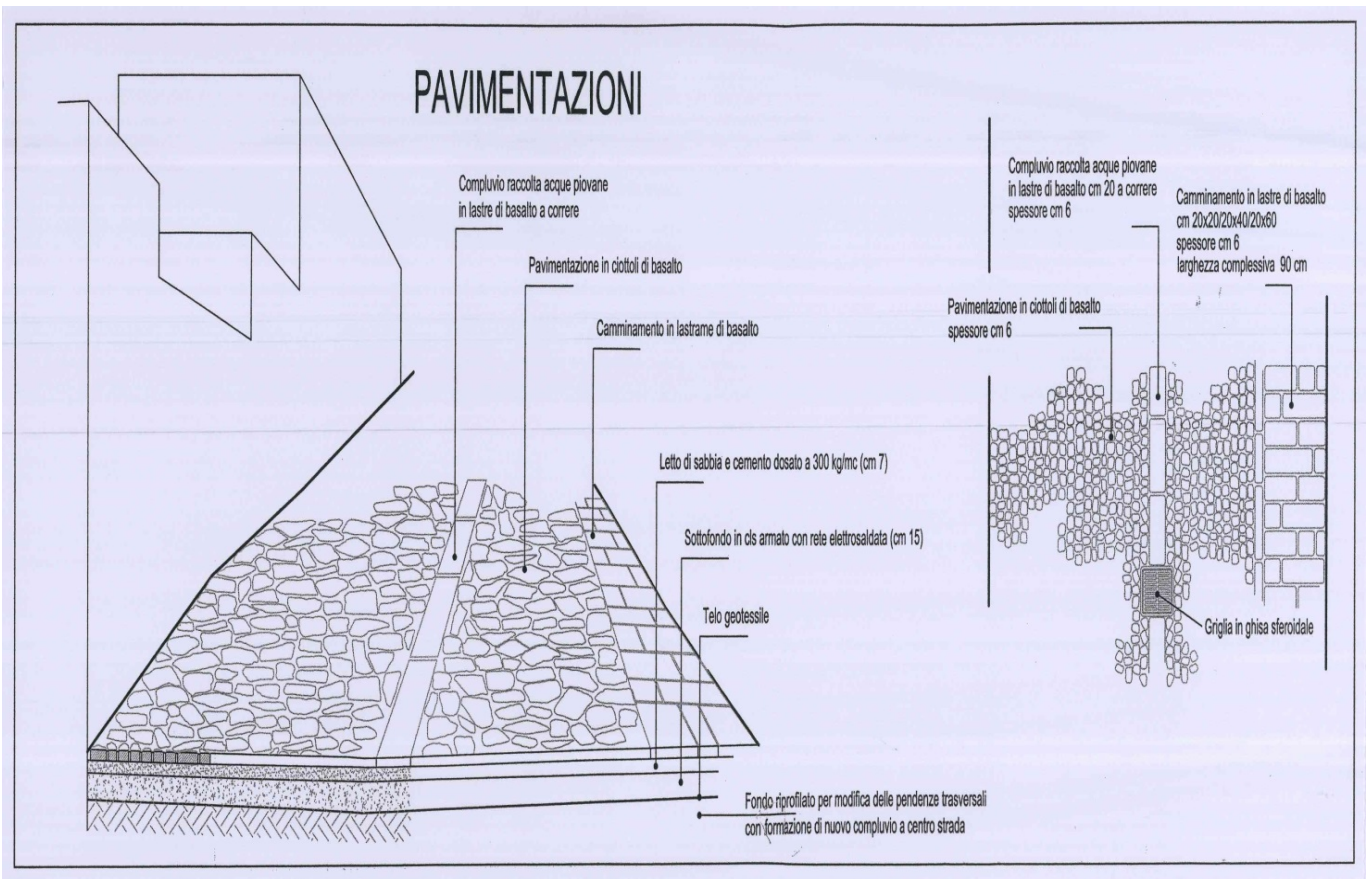 PAVIMENTAZIONI
Compluvio raccolta acque piovane
in lastre di basalto a correre
Pavimentazione in ciottoli di basalto
Camminamento in lastrame di basalto
Letto di sabbia e cemento dosato a 300 kg/mc (cm 7)
Sottofondo in cls armato con rete elettrosaldata (cm 15)
Telo geotessile
Fondo riprofilato per modifica delle pendenze trasversali
con formazione di nuovo compluvio a centro strada
Compluvio raccolta acque piovane
in lastre di basalto cm 20 a correre
spessore cm 6
Camminamento in lastre di basalto
cm 20x20/20x40/20x60
spessore cm 6
larghezza complessiva 90 cm
Pavimentazione in ciottoli di basalto
spessore cm 6
Griglia in ghisa sferoidale